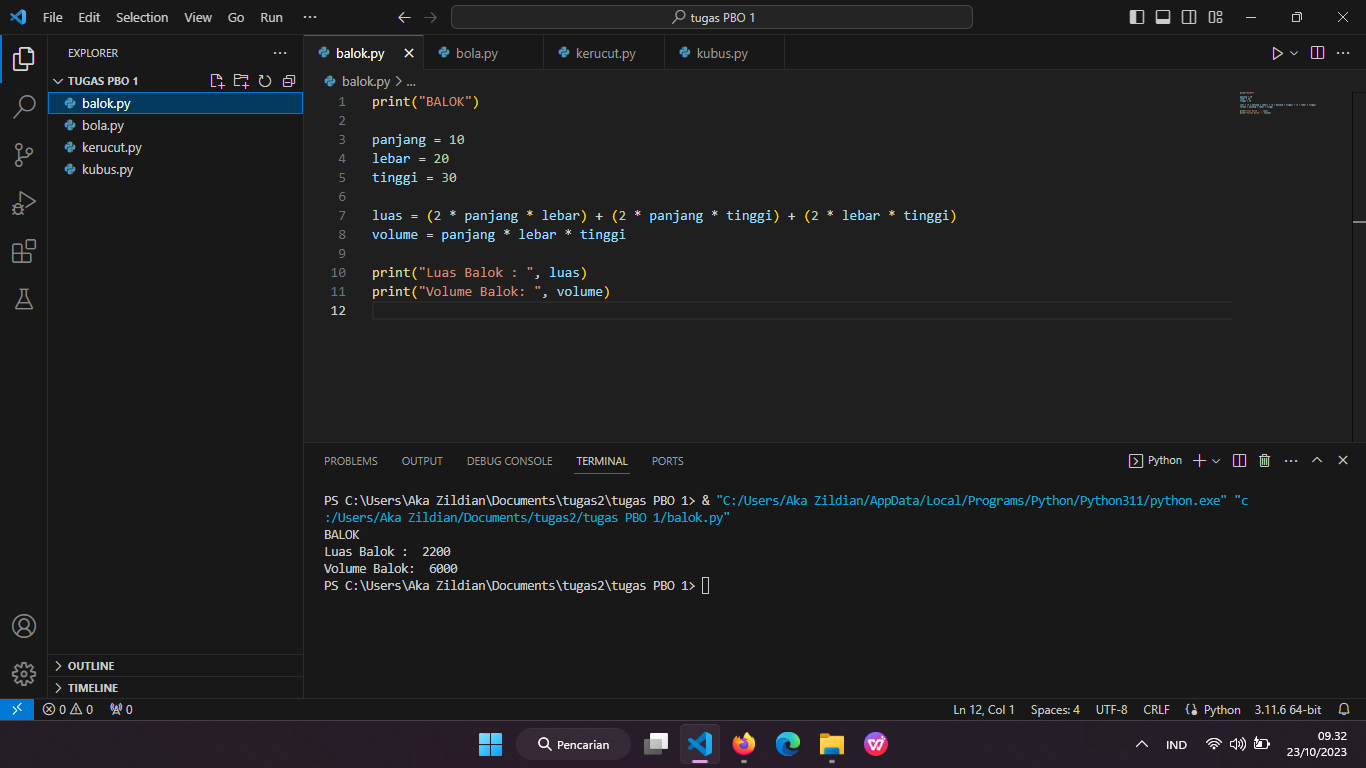 File Edit Selection View Go Run ··· tugas PBO 1
EXPLORER ···
TUGAS PBO 1
balok.py
bola.py
kerucut.py
kubus.py
OUTLINE
TIMELINE
balok.py bola.py kerucut.py kubus.py
balok.py > ...
1 print("BALOK")
2
3 panjang = 10
4 lebar = 20
5 tinggi = 30
6
7 luas = (2 * panjang * lebar) + (2 * panjang * tinggi) + (2 * lebar * tinggi)
8 volume = panjang * lebar * tinggi
9
10 print("Luas Balok : ", luas)
11 print("Volume Balok: ", volume)
12
PROBLEMS OUTPUT DEBUG CONSOLE TERMINAL PORTS Python
PS C:\Users\Aka Zildian\Documents\tugas2\tugas PBO 1> & "C:/Users/Aka Zildian/AppData/Local/Programs/Python/Python311/python.exe" "c
:/Users/Aka Zildian/Documents/tugas2/tugas PBO 1/balok.py"
BALOK
Luas Balok :  2200
Volume Balok:  6000
PS C:\Users\Aka Zildian\Documents\tugas2\tugas PBO 1>
0 0 0 Ln 12, Col 1 Spaces: 4 UTF-8 CRLF Python 3.11.6 64-bit
Pencarian IND 09.32
23/10/2023